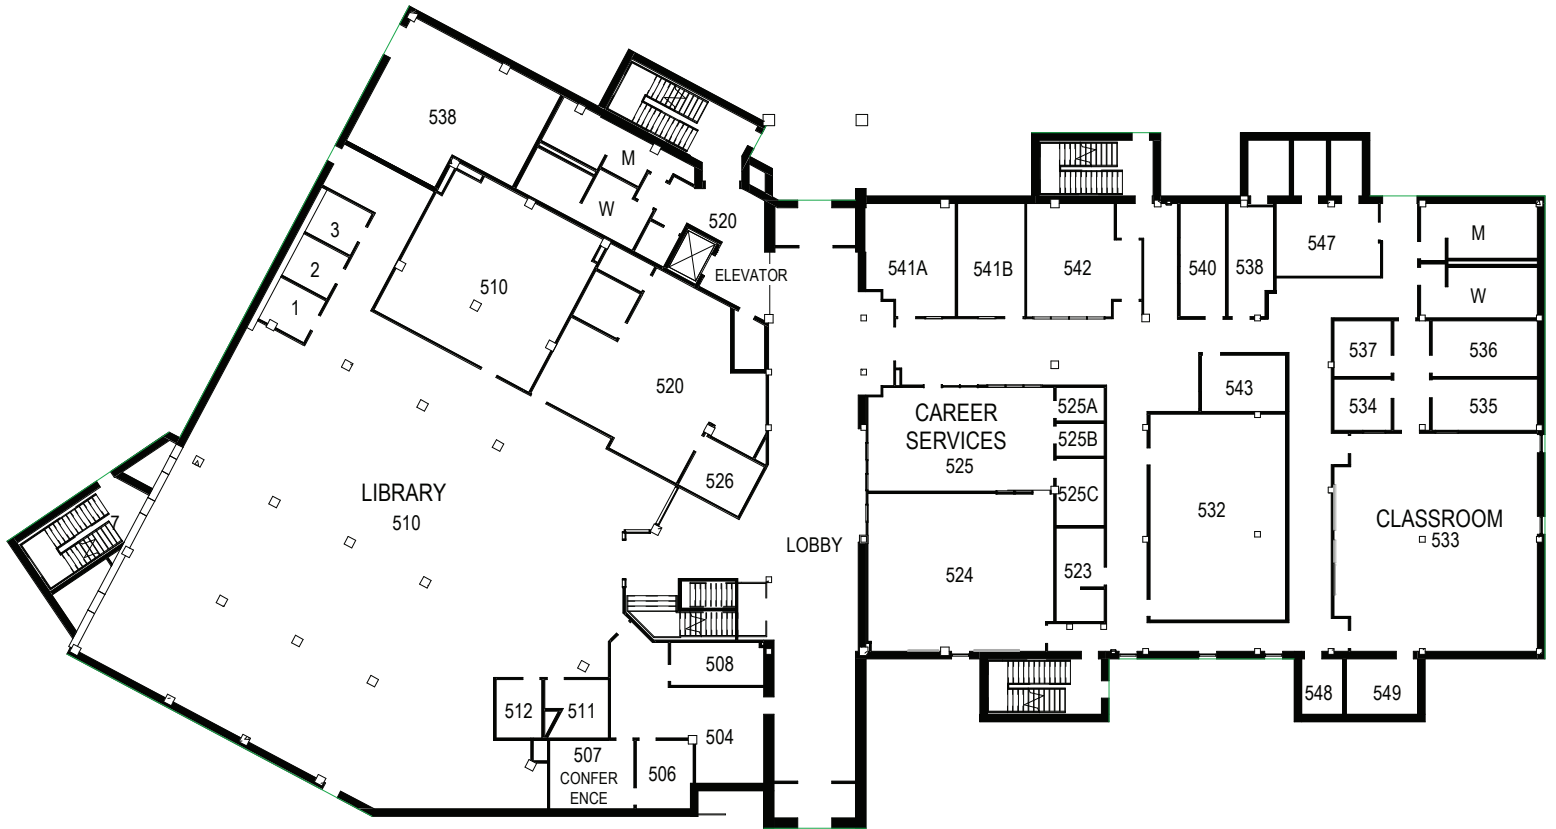 538
M
W
520
ELEVATOR
3
2
1
510
520
526
LIBRARY
510
LOBBY
508
512
511
504
507
CONFER
ENCE
506
541A
541B
542
540
538
547
M
W
537
536
534
535
543
CAREER
SERVICES
525
525A
525B
525C
524
523
532
CLASSROOM
533
548
549